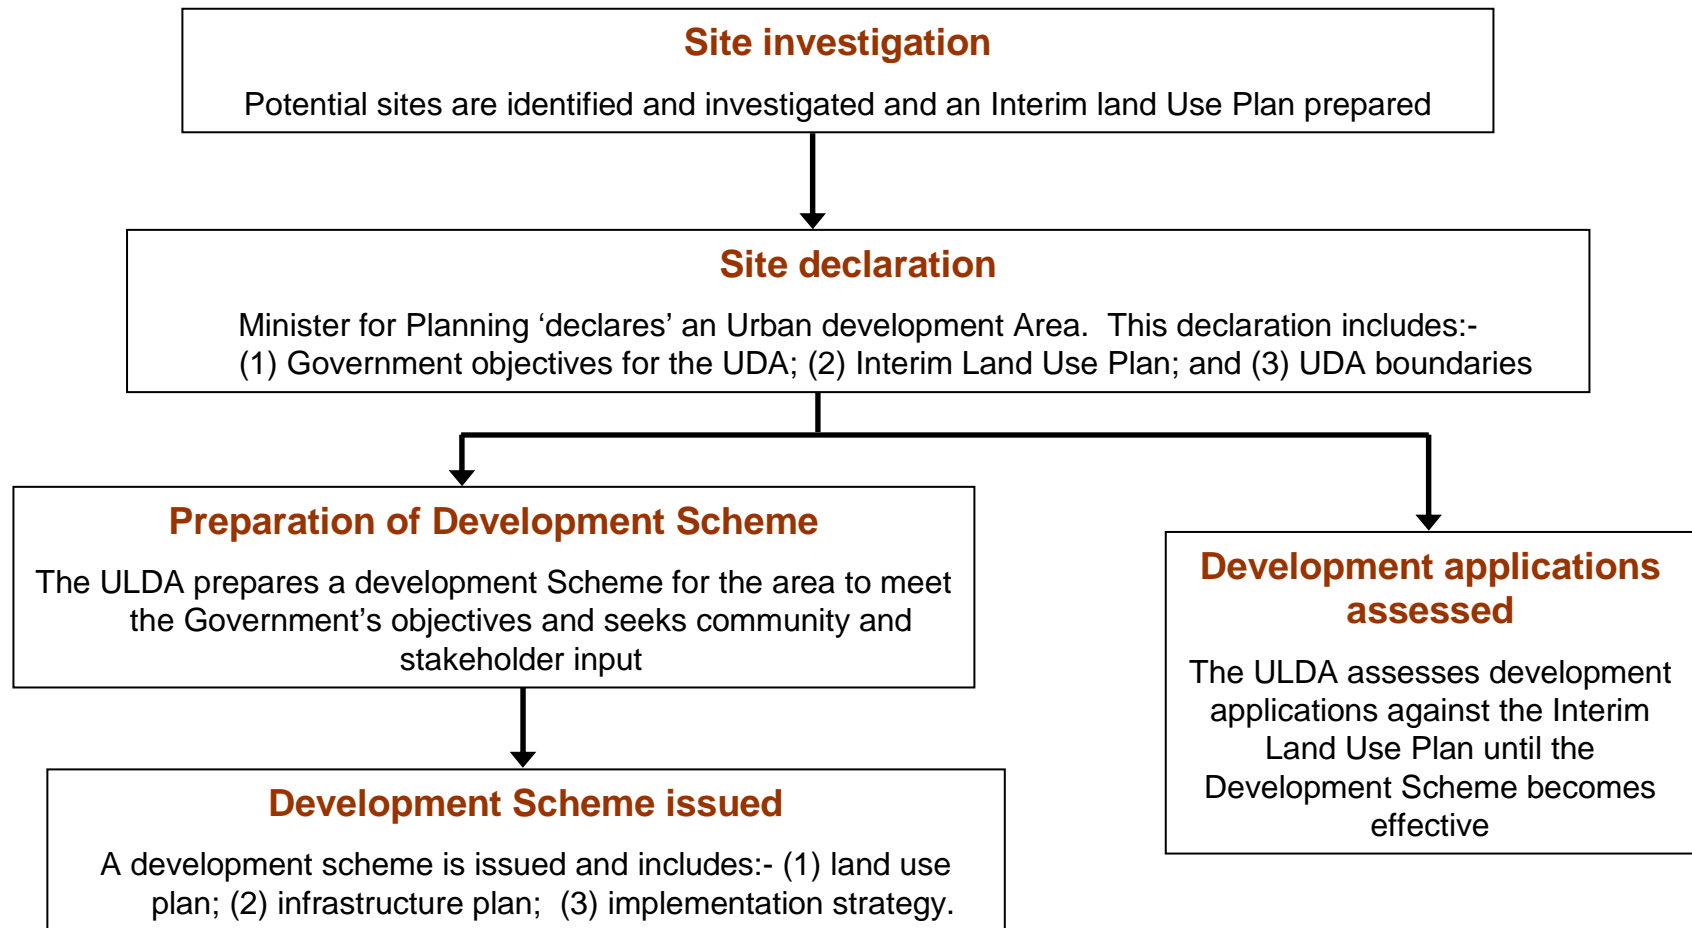 Site investigation
Potential sites are identified and investigated and an Interim land Use Plan prepared
Site declaration
Minister for Planning ‘declares’ an Urban development Area.  This declaration includes:-
(1) Government objectives for the UDA; (2) Interim Land Use Plan; and (3) UDA boundaries
Preparation of Development Scheme
The ULDA prepares a development Scheme for the area to meet
the Government’s objectives and seeks community and
stakeholder input
Development applications
assessed
The ULDA assesses development
applications against the Interim
Land Use Plan until the
Development Scheme becomes
effective
Development Scheme issued
A development scheme is issued and includes:- (1) land use
plan; (2) infrastructure plan;  (3) implementation strategy.